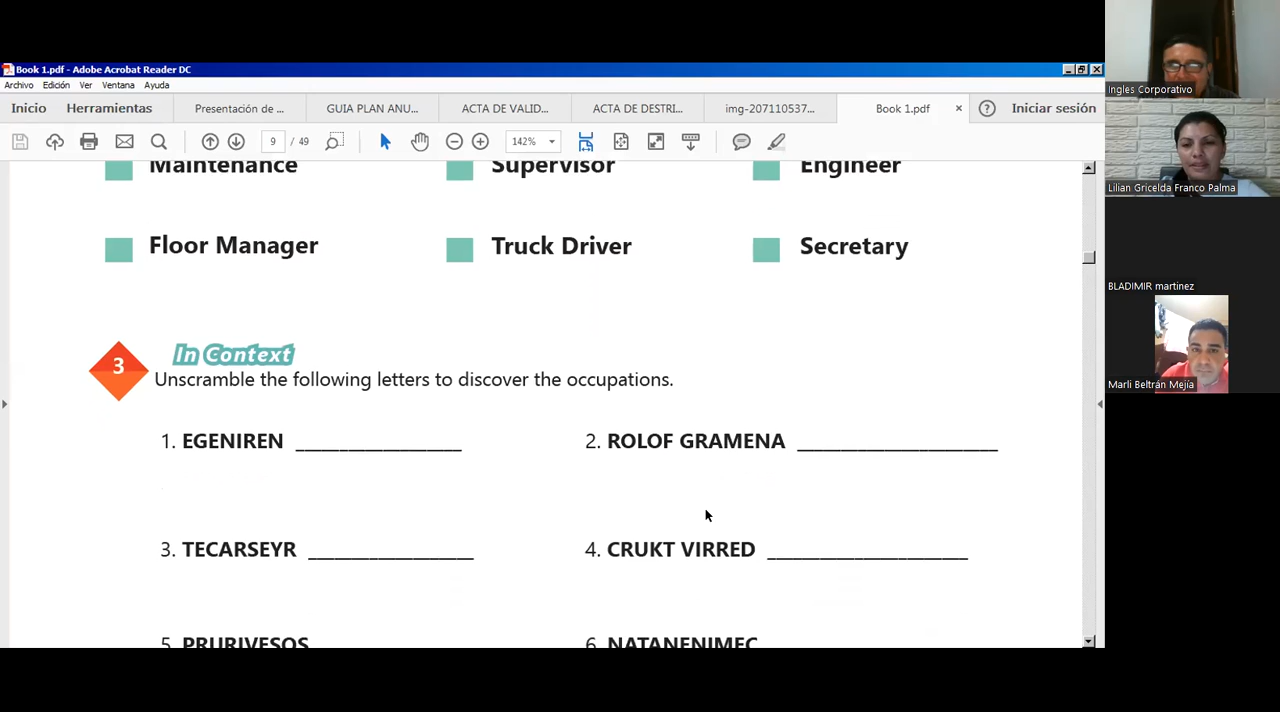 Book 1.pdf - Adobe Acrobat Reader DC
Archivo Edición Ver Ventana Ayuda
Inicio Herramientas Presentación de ... GUIA PLAN ANU... ACTA DE VALID... ACTA DE DESTRI... img-207110537... Book 1.pdf × ? Iniciar sesión
9 / 49 142%
Maintenance Supervisor Engineer
Floor Manager Truck Driver Secretary
3 In Context
Unscramble the following letters to discover the occupations.
1. EGENIREN ____________________ 2. ROLOF GRAMENA ________________________
3. TECARSEYR ____________________ 4. CRUKT VIRRED ________________________
5. PRURIVESOS 6. NATANENIMEC
Ingles Corporativo
Lilian Gricelda Franco Palma
BLADIMIR martinez
Marli Beltrán Mejía